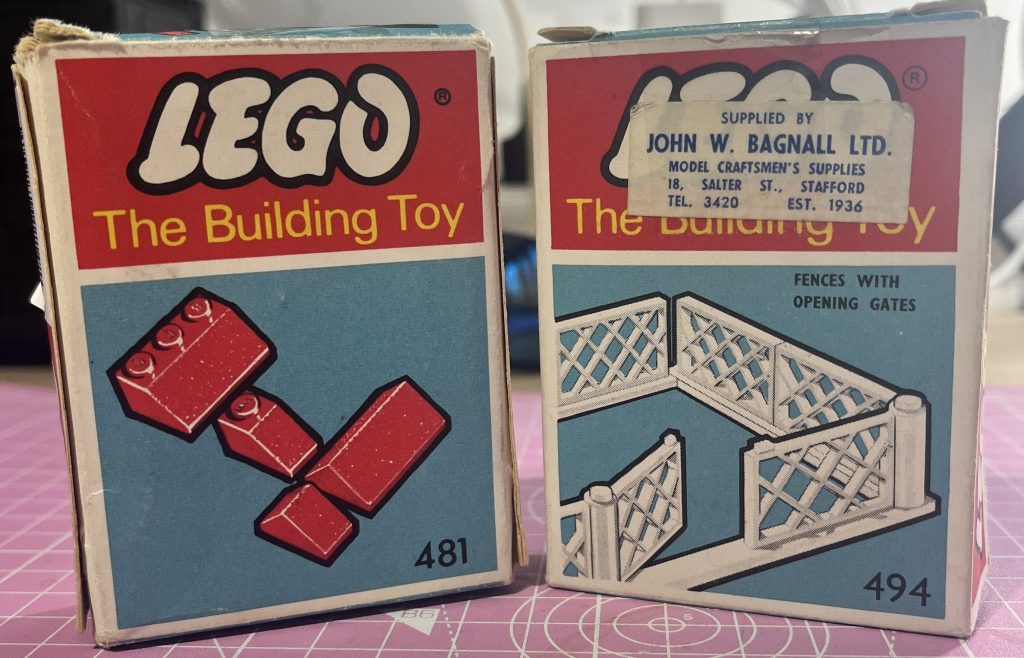 LEGO®
The Building Toy
481
LEGO®
SUPPLIED BY
JOHN W. BAGNALL LTD.
MODEL CRAFTSMEN'S SUPPLIES
18, SALTER ST., STAFFORD
TEL. 3420 EST. 1936
The Building Toy
FENCES WITH
OPENING GATES
494